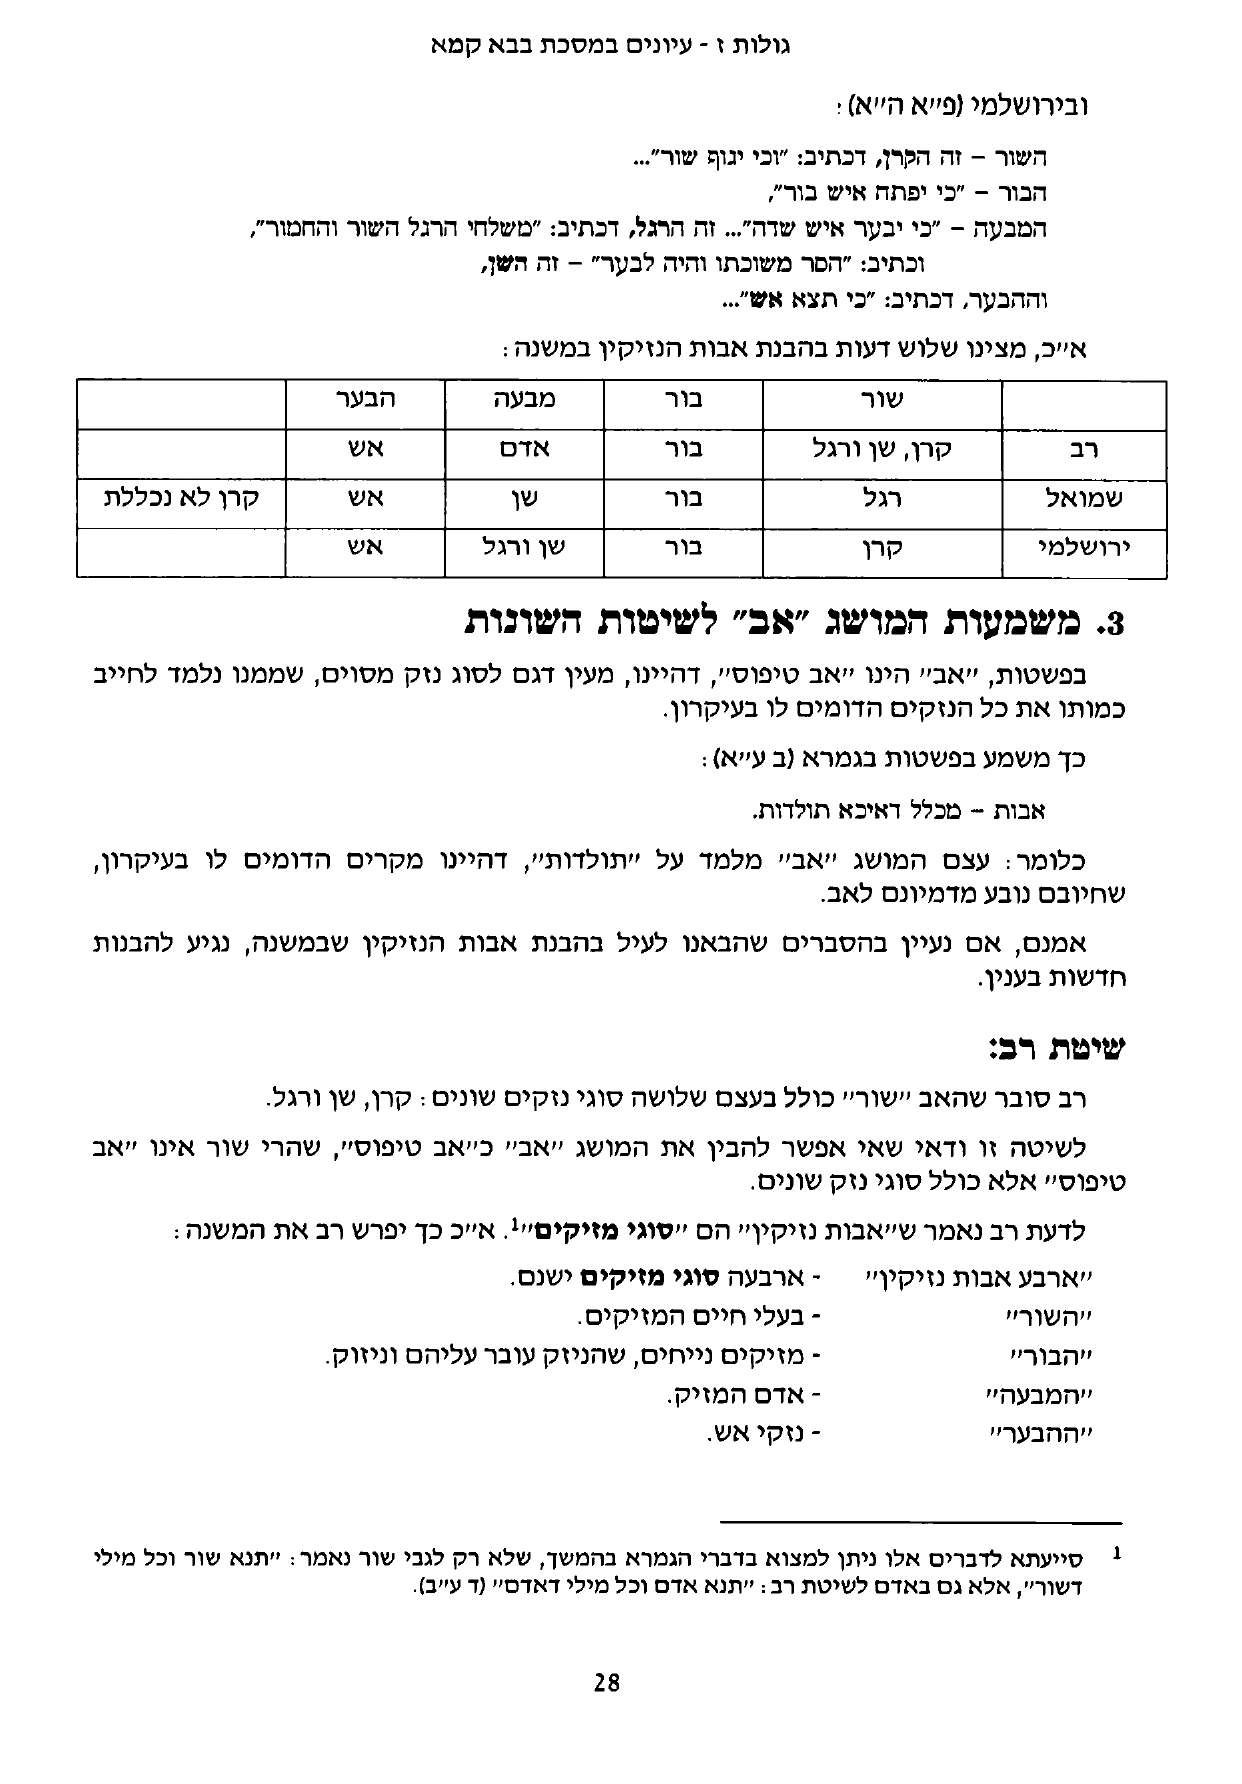 גולות ז - עיונים במסכת בבא קמא
ובירושלמי (פ״א ה״א):
השור – זה הקרן, דכתיב: ״וכי יגוף שור״...
הבור – ״כי יפתח איש בור״,
המבעה – ״כי יבער איש שדה״... זה הרגל, דכתיב: ״משלחי הרגל השור והחמור״,
וכתיב: ״הסר משוכתו והיה לבער״ – זה השן,
וההבער, דכתיב: ״כי תצא אש״...
א״כ, מצינו שלוש דעות בהבנת אבות הנזיקין במשנה:
שור בור מבעה הבער
רב קרן, שן ורגל בור אדם אש
שמואל רגל בור שן אש קרן לא נכללת
ירושלמי קרן בור שן ורגל אש
3. משמעות המושג ״אב״ לשיטות השונות
בפשטות, ״אב״ הינו ״אב טיפוס״, דהיינו, מעין דגם לסוג נזק מסוים, שממנו נלמד לחייב
כמותו את כל הנזקים הדומים לו בעיקרון.
כך משמע בפשטות בגמרא (ב ע״א):
אבות – מכלל דאיכא תולדות.
כלומר: עצם המושג ״אב״ מלמד על ״תולדות״, דהיינו מקרים הדומים לו בעיקרון,
שחיובם נובע מדמיונם לאב.
אמנם, אם נעיין בהסברים שהבאנו לעיל בהבנת אבות הנזיקין שבמשנה, נגיע להבנות
חדשות בענין.
שיטת רב:
רב סובר שהאב ״שור״ כולל בעצם שלושה סוגי נזקים שונים: קרן, שן ורגל.
לשיטה זו ודאי שאי אפשר להבין את המושג ״אב״ כ״אב טיפוס״, שהרי שור אינו ״אב
טיפוס״ אלא כולל סוגי נזק שונים.
לדעת רב נאמר ש״אבות נזיקין״ הם ״סוגי מזיקים״1. א״כ כך יפרש רב את המשנה:
״ארבע אבות נזיקין״ - ארבעה סוגי מזיקים ישנם.
״השור״ - בעלי חיים המזיקים.
״הבור״ - מזיקים נייחים, שהניזק עובר עליהם וניזוק.
״המבעה״ - אדם המזיק.
״ההבער״ - נזקי אש.
1 סייעתא לדברים אלו ניתן למצוא בדברי הגמרא בהמשך, שלא רק לגבי שור נאמר: ״תנא שור וכל מילי
דשור״, אלא גם באדם לשיטת רב: ״תנא אדם וכל מילי דאדם״ (ד ע״ב).
28